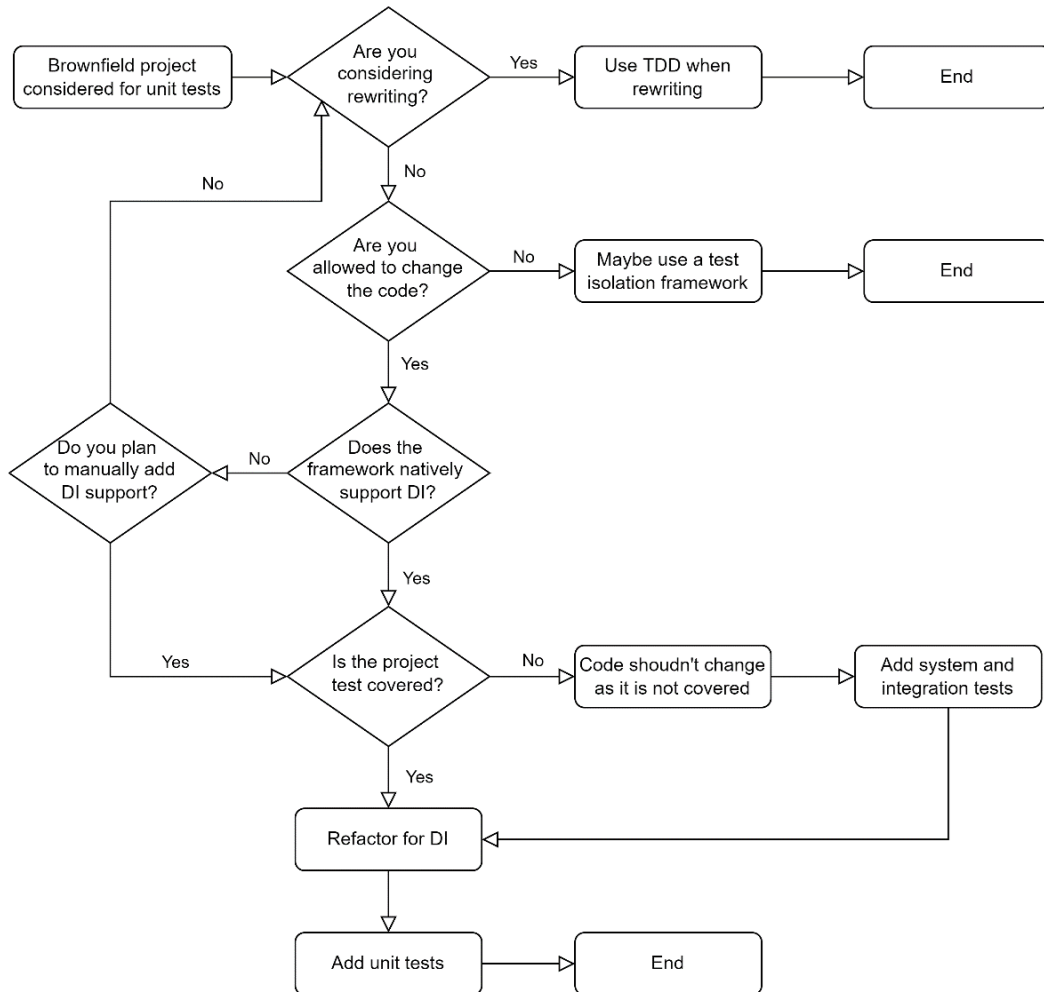 Brownfield project
considered for unit tests
Are you
considering
rewriting?
Yes
Use TDD when
rewriting
End
No
No
Are you
allowed to change
the code?
No
Maybe use a test
isolation framework
End
Yes
Do you plan
to manually add
DI support?
No
Does the
framework natively
support DI?
Yes
Yes
Is the project
test covered?
No
Code shoudn't change
as it is not covered
Add system and
integration tests
Yes
Refactor for DI
Add unit tests
End